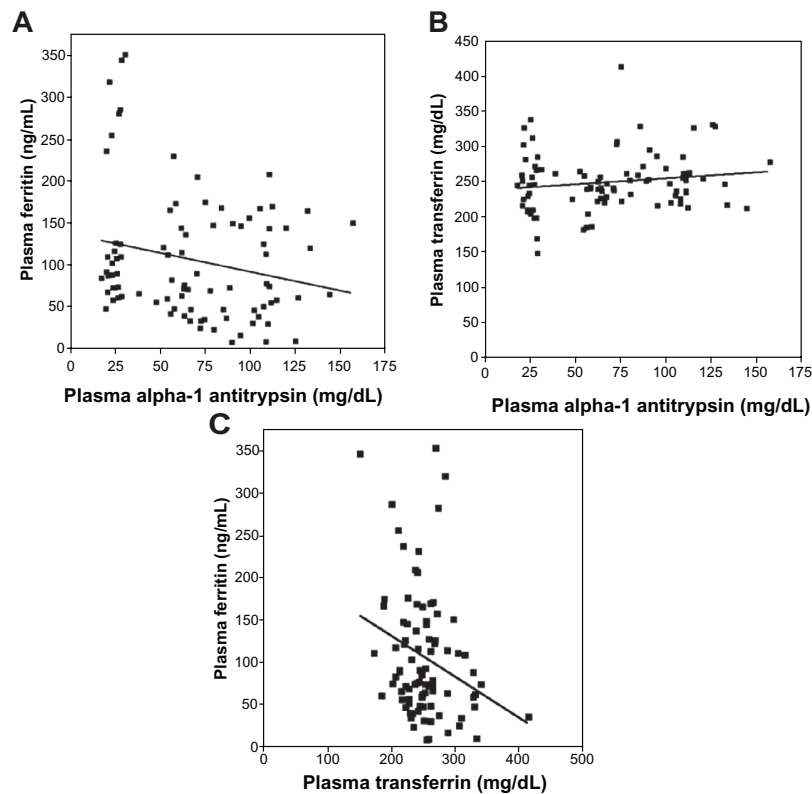 A
Plasma ferritin (ng/mL)
350
300
250
200
150
100
50
0
0 25 50 75 100 125 150 175
Plasma alpha-1 antitrypsin (mg/dL)
B
Plasma transferrin (mg/dL)
450
400
350
300
250
200
150
100
50
0
0 25 50 75 100 125 150 175
Plasma alpha-1 antitrypsin (mg/dL)
C
Plasma ferritin (ng/mL)
350
300
250
200
150
100
50
0
0 100 200 300 400 500
Plasma transferrin (mg/dL)